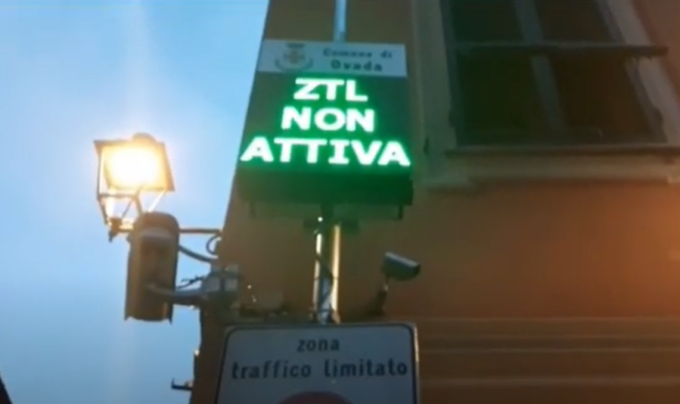 Comune di
Ovada
ZTL
NON
ATTIVA
zona
traffico limitato